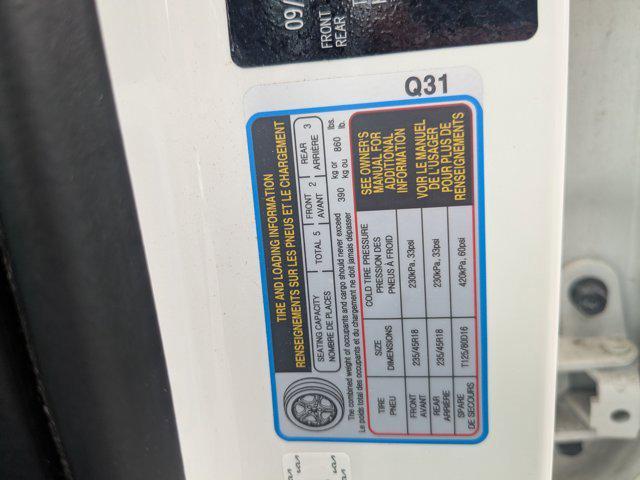 09/
FRONT
REAR
Q31
TIRE AND LOADING INFORMATION
RENSEIGNEMENTS SUR LES PNEUS ET LE CHARGEMENT
SEATING CAPACITY TOTAL 5 FRONT 2 REAR 3
NOMBRE DE PLACES AVANT ARRIÈRE
The combined weight of occupants and cargo should never exceed 390 kg or 860 lbs.
Le poids total des occupants et du chargement ne doit jamais dépasser kg ou lb.
TIRE SIZE COLD TIRE PRESSURE
PNEU DIMENSIONS PRESSION DES
PNEUS À FROID
FRONT 235/45R18 230kPa, 33psi
AVANT
REAR 235/45R18 230kPa, 33psi
ARRIÈRE
SPARE T125/80D16 420kPa, 60psi
DE SECOURS
SEE OWNER'S
MANUAL FOR
ADDITIONAL
INFORMATION
VOIR LE MANUEL
DE L'USAGER
POUR PLUS DE
RENSEIGNEMENTS